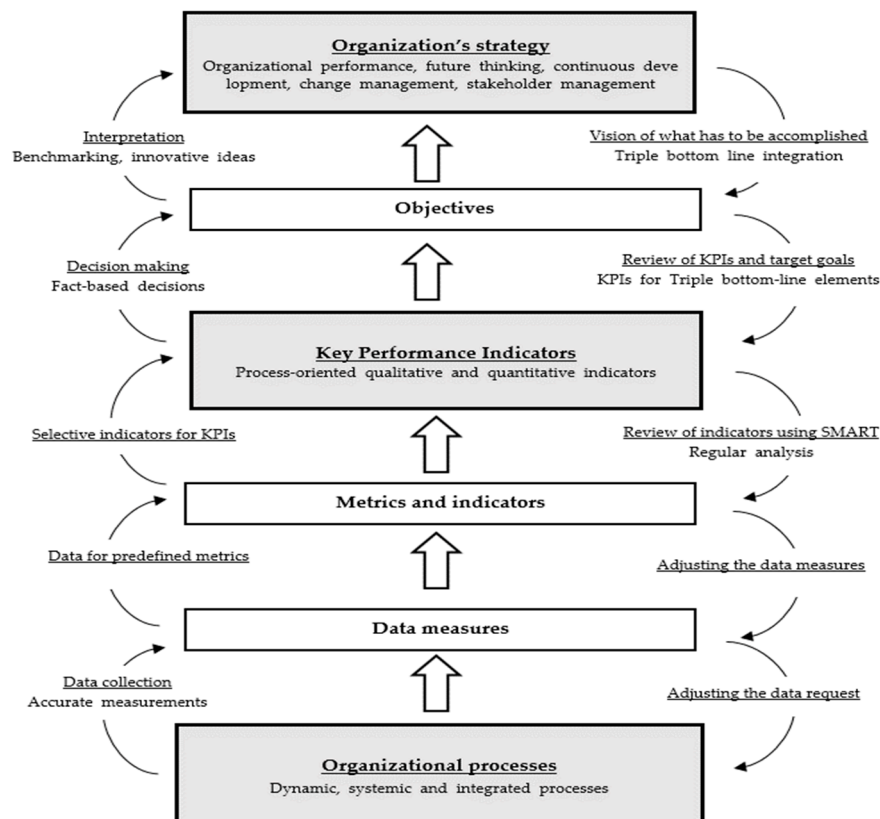 Organization's strategy
Organizational performance, future thinking, continuous deve
lopment, change management, stakeholder management
Interpretation
Benchmarking, innovative ideas
Vision of what has to be accomplished
Triple bottom line integration
Objectives
Decision making
Fact-based decisions
Review of KPIs and target goals
KPIs for Triple bottom-line elements
Key Performance Indicators
Process-oriented qualitative and quantitative indicators
Selective indicators for KPIs
Review of indicators using SMART
Regular analysis
Metrics and indicators
Data for predefined metrics
Adjusting the data measures
Data measures
Data collection
Accurate measurements
Adjusting the data request
Organizational processes
Dynamic, systemic and integrated processes